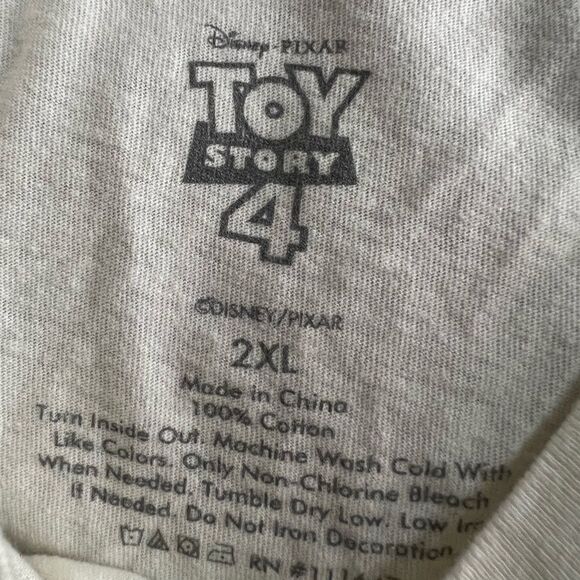 Disney·PIXAR
TOY
STORY
4
©DISNEY/PIXAR
2XL
Made in China
100% Cotton
Turn Inside Out. Machine Wash Cold With
Like Colors. Only Non-Chlorine Bleach
When Needed. Tumble Dry Low. Low Iron
If Needed. Do Not Iron Decoration.
RN